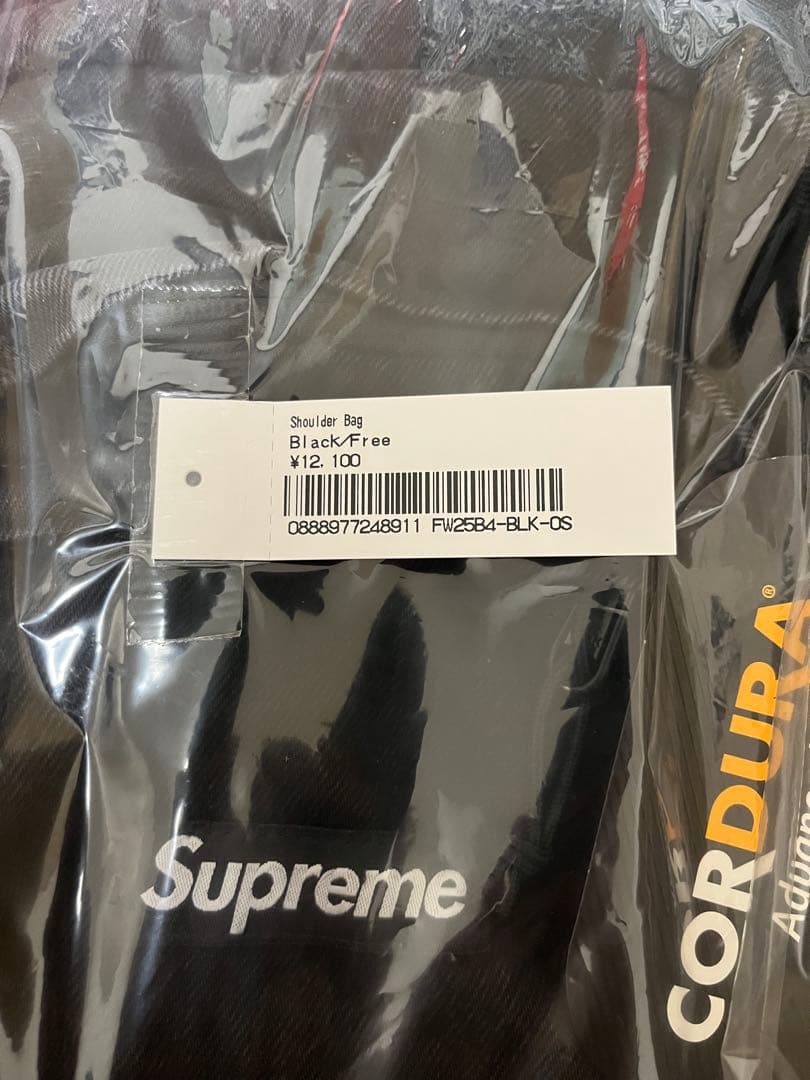 Shoulder Bag
Black/Free
¥12,100
0888977248911 FW25B4-BLK-OS
Supreme
CORDURA®